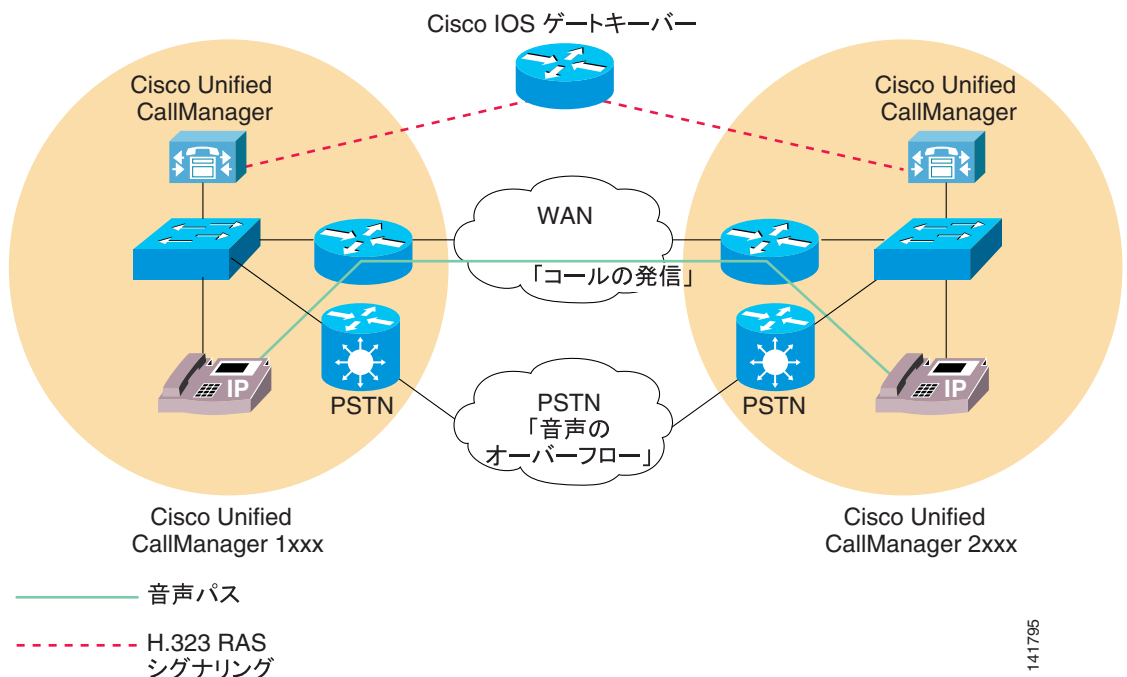 Cisco IOS ゲートキーパー
Cisco Unified
CallManager
Cisco Unified
CallManager
WAN
「コールの発信」
IP
PSTN
PSTN
「音声の
オーバーフロー」
PSTN
IP
Cisco Unified
CallManager 1xxx
Cisco Unified
CallManager 2xxx
音声パス
H.323 RAS
シグナリング
141795